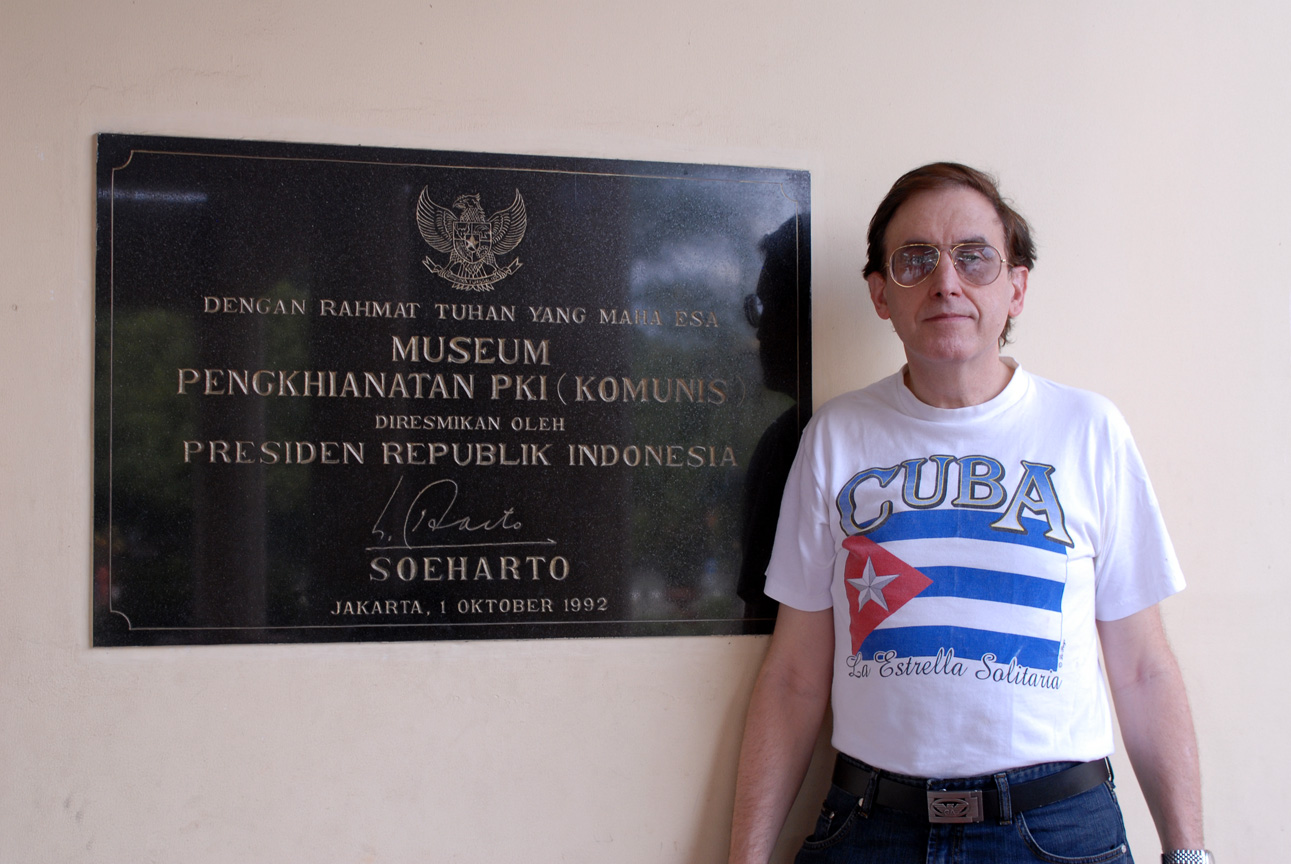 DENGAN RAHMAT TUHAN YANG MAHA ESA
MUSEUM
PENGKHIANATAN PKI (KOMUNIS)
DIRESMIKAN OLEH
PRESIDEN REPUBLIK INDONESIA
SOEHARTO
JAKARTA, 1 OKTOBER 1992
CUBA
La Estrella Solitaria